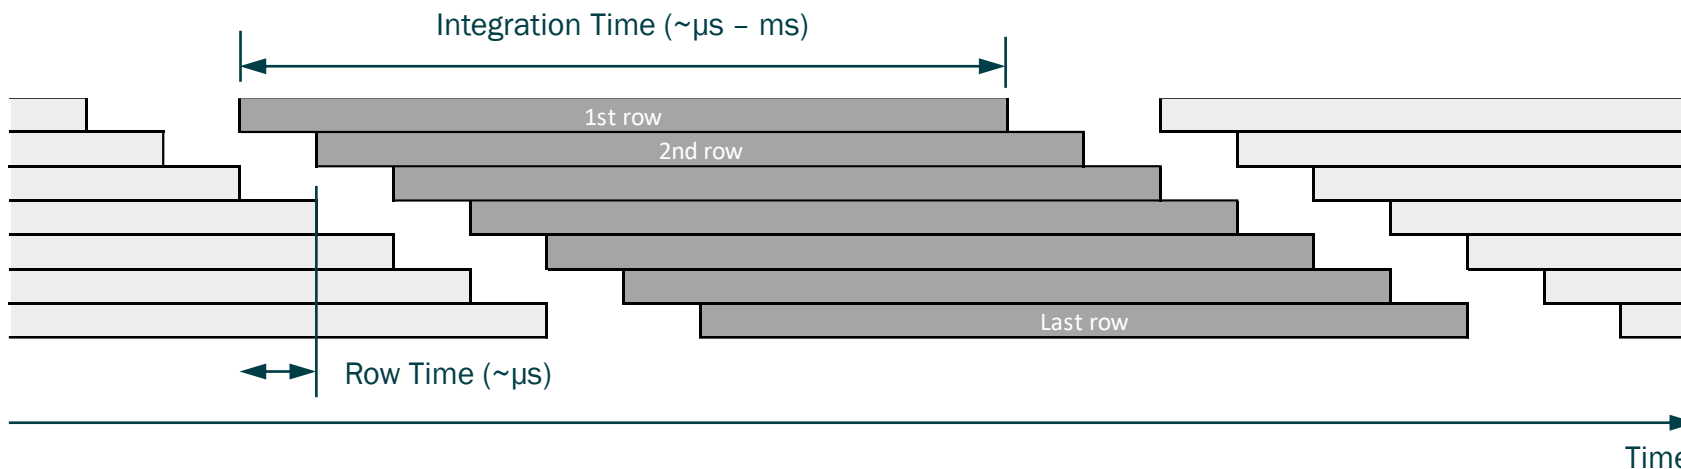 Integration Time (~µs – ms)
1st row
2nd row
Last row
Row Time (~µs)
Time